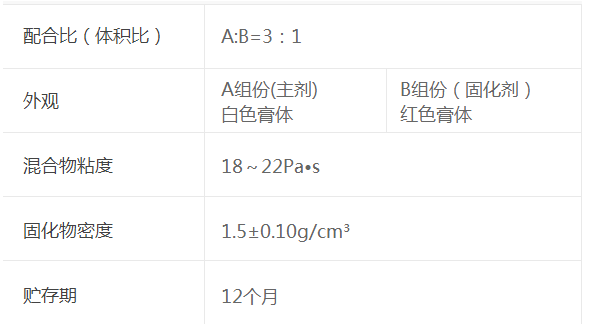 配合比（体积比）
A:B=3：1
外观
A组份(主剂)
白色膏体
B组份（固化剂）
红色膏体
混合物粘度
18～22Pa•s
固化物密度
1.5±0.10g/cm³
贮存期
12个月